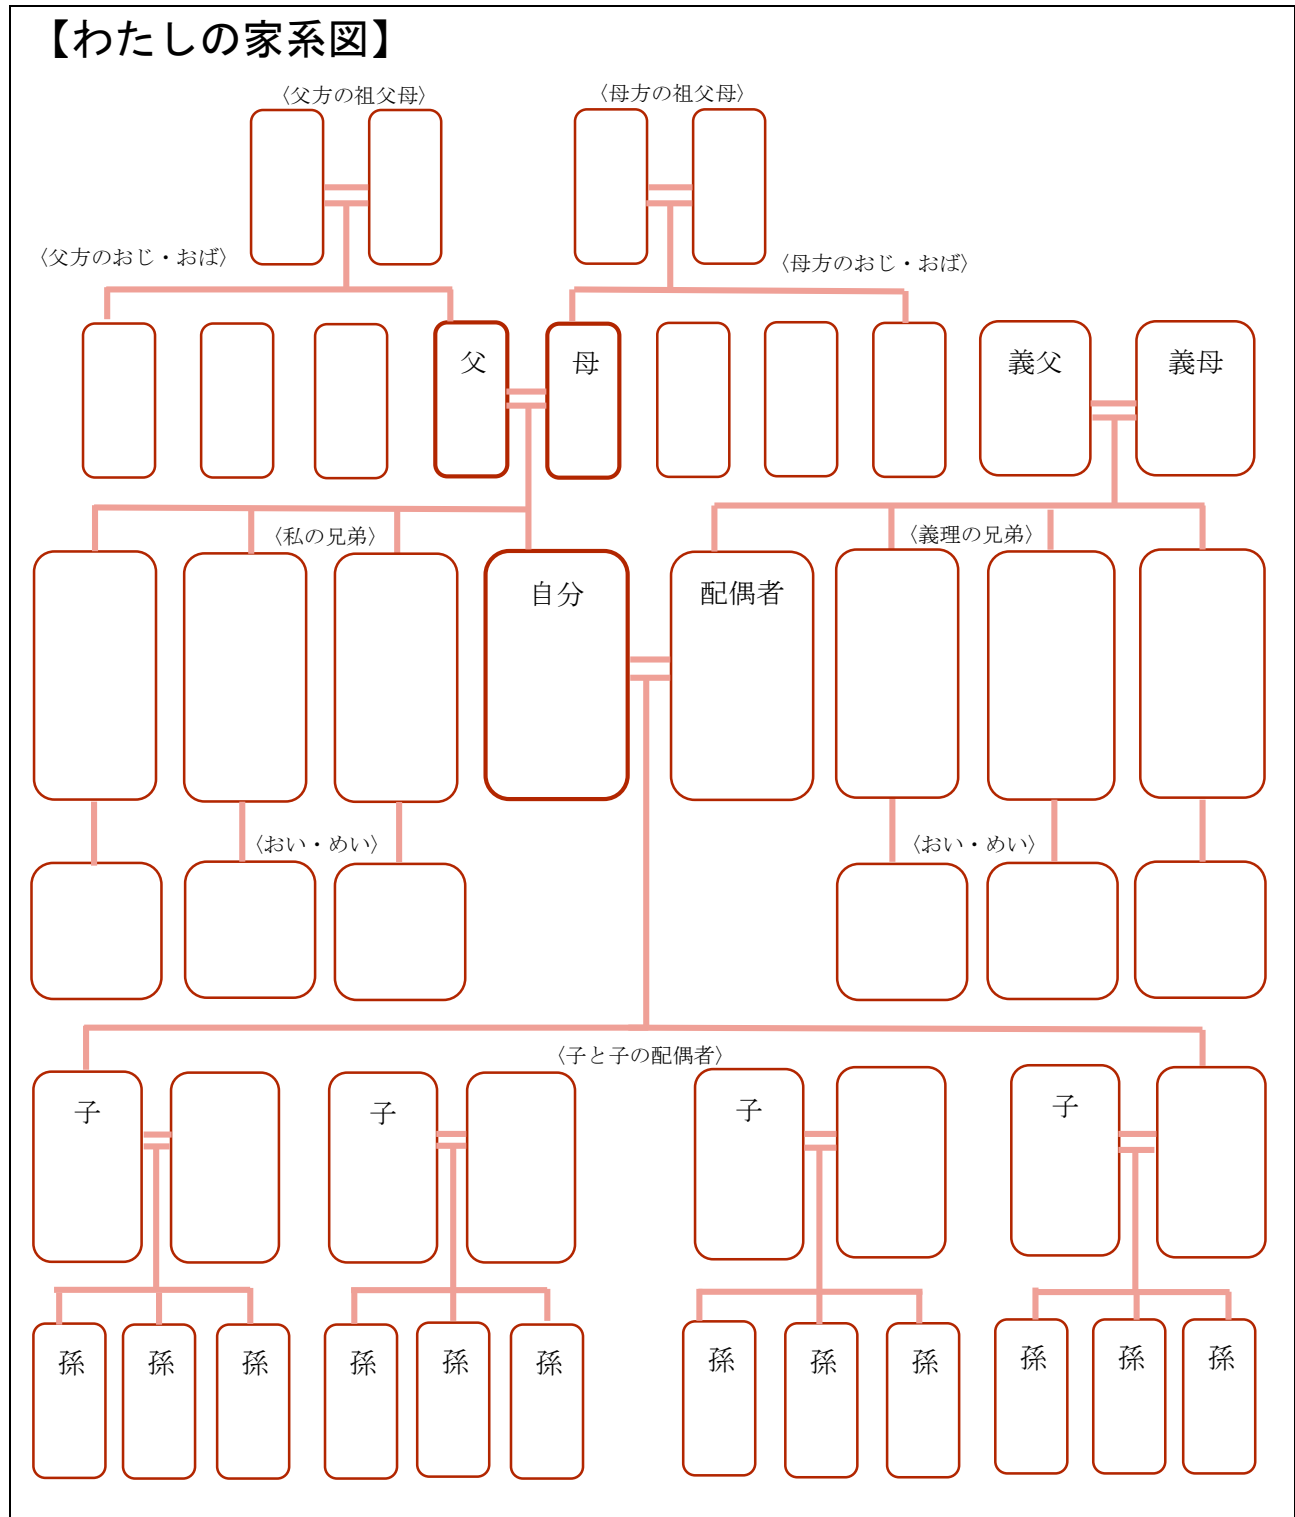 【わたしの家系図】
〈父方の祖父母〉
〈母方の祖父母〉
〈父方のおじ・おば〉
〈母方のおじ・おば〉
父
母
義父
義母
〈私の兄弟〉
〈義理の兄弟〉
自分
配偶者
〈おい・めい〉
〈おい・めい〉
〈子と子の配偶者〉
子
子
子
子
孫
孫
孫
孫
孫
孫
孫
孫
孫
孫
孫
孫